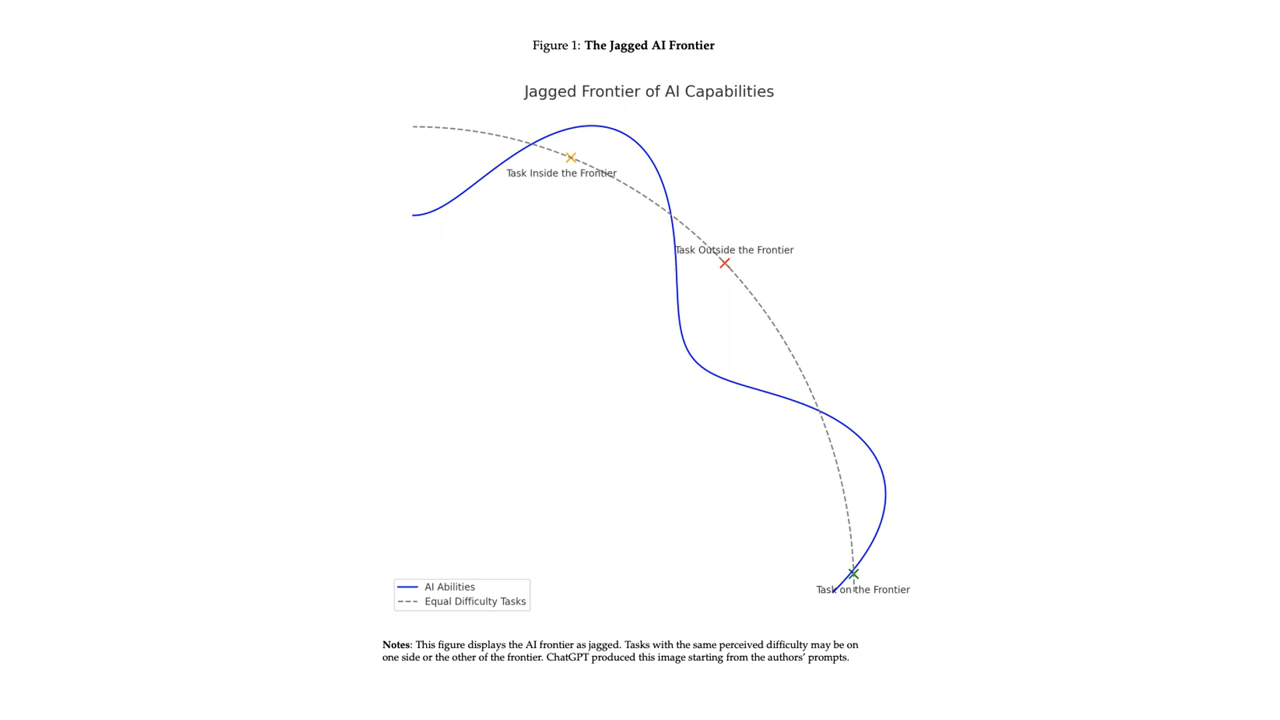 Figure 1: The Jagged AI Frontier
Jagged Frontier of AI Capabilities
Task Inside the Frontier
Task Outside the Frontier
Task on the Frontier
AI Abilities
Equal Difficulty Tasks
Notes: This figure displays the AI frontier as jagged. Tasks with the same perceived difficulty may be on
one side or the other of the frontier. ChatGPT produced this image starting from the authors' prompts.